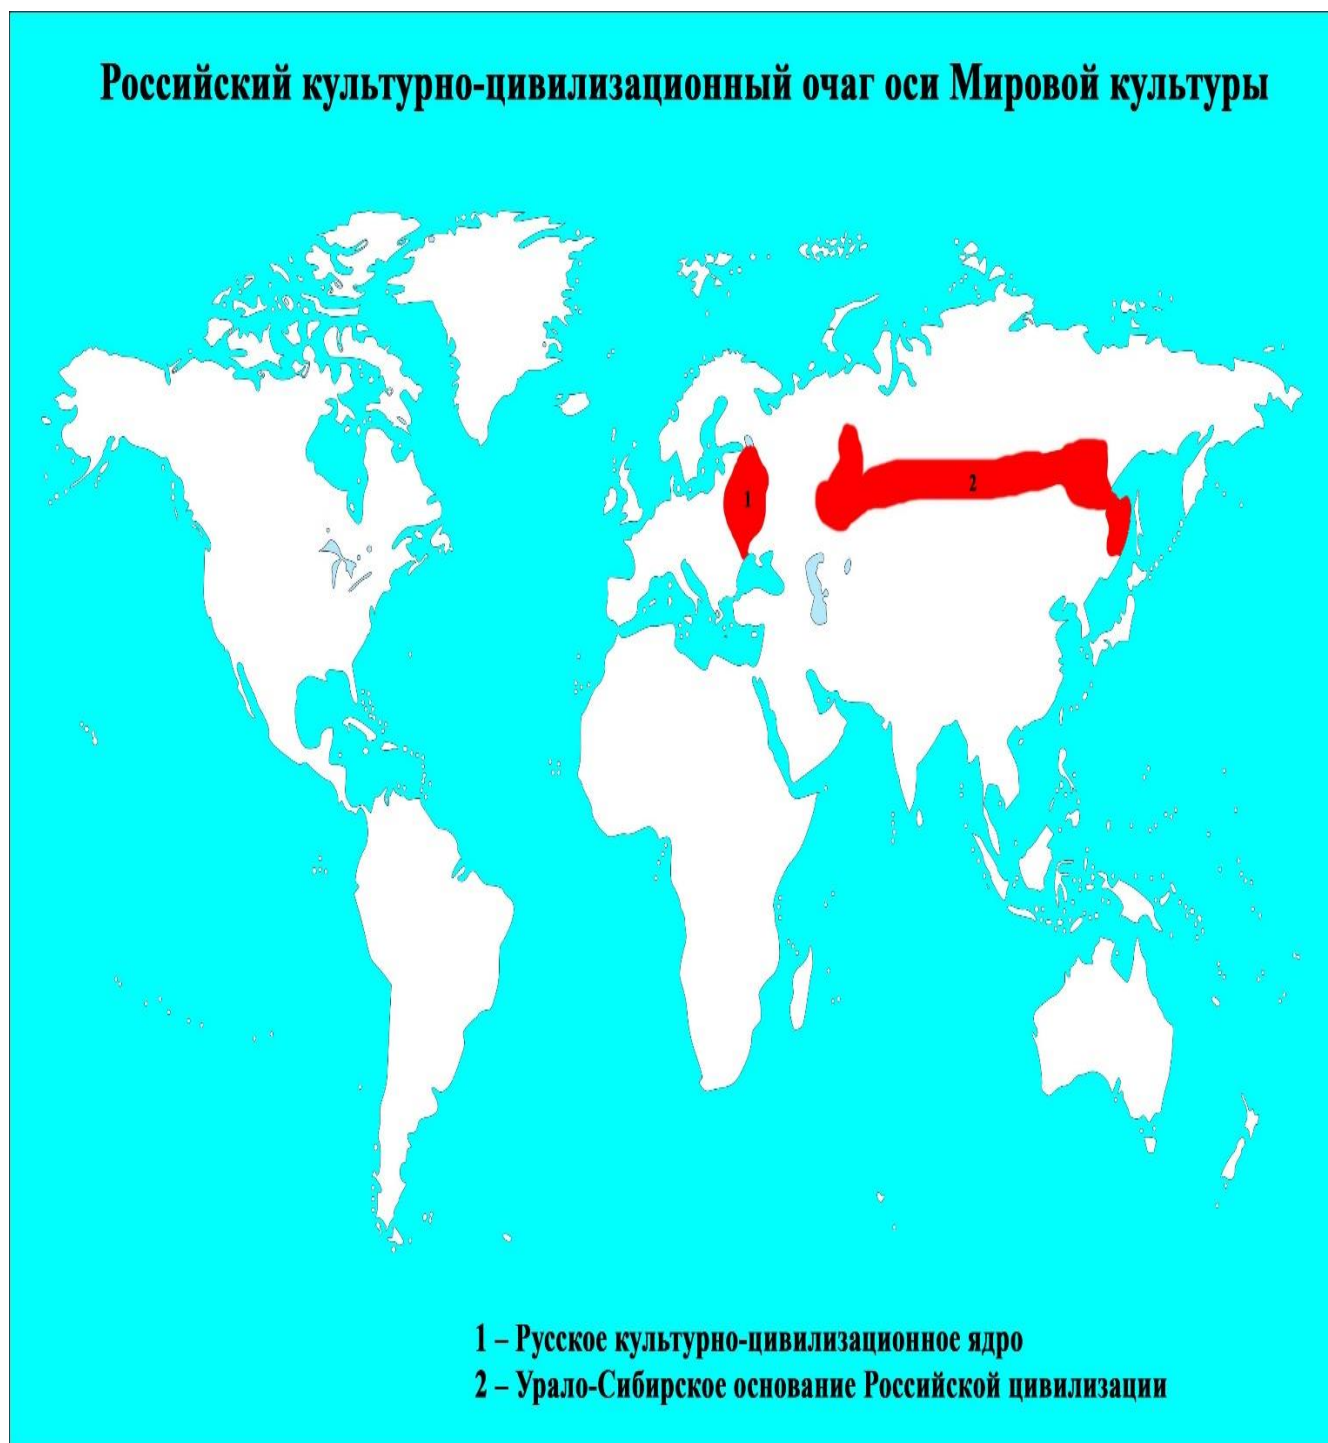 Российский культурно-цивилизационный очаг оси Мировой культуры
1
2
1 – Русское культурно-цивилизационное ядро
2 – Урало-Сибирское основание Российской цивилизации